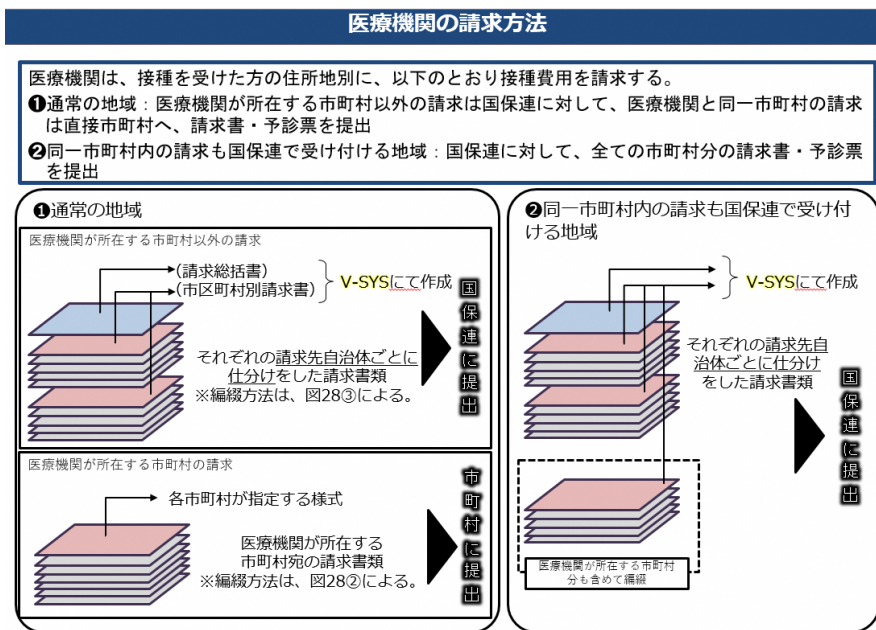 医療機関の請求方法
医療機関は、接種を受けた方の住所地別に、以下のとおり接種費用を請求する。
❶通常の地域：医療機関が所在する市町村以外の請求は国保連に対して、医療機関と同一市町村の請求
は直接市町村へ、請求書・予診票を提出
❷同一市町村内の請求も国保連で受け付ける地域：国保連に対して、全ての市町村分の請求書・予診票
を提出
❶通常の地域
医療機関が所在する市町村以外の請求
（請求総括書）
（市区町村別請求書）
V-SYSにて作成
それぞれの請求先自治体ごとに
仕分けをした請求書類
※編綴方法は、図28③による。
国保連に提出
医療機関が所在する市町村の請求
各市町村が指定する様式
医療機関が所在する
市町村宛の請求書類
※編綴方法は、図28②による。
市町村に提出
❷同一市町村内の請求も国保連で受け付
ける地域
V-SYSにて作成
それぞれの請求先自
治体ごとに仕分け
をした請求書類
国保連に提出
医療機関が所在する市町村
分も含めて編綴